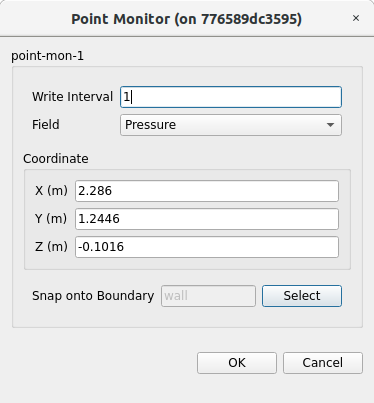 Point Monitor (on 776589dc3595)
×
point-mon-1
Write Interval 1
Field Pressure
Coordinate
X (m) 2.286
Y (m) 1.2446
Z (m) -0.1016
Snap onto Boundary wall Select
OK Cancel